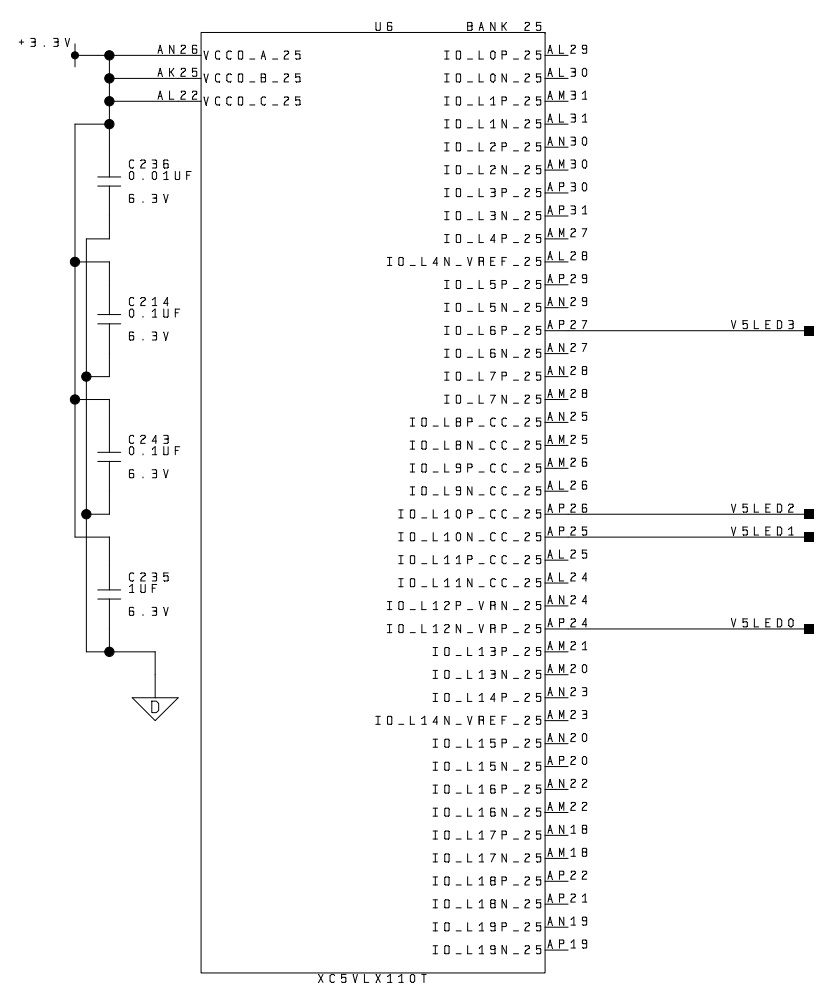 U6 BANK 25
+3.3V
AN26 VCCO_A_25 IO_L0P_25 AL29
AK25 VCCO_B_25 IO_L0N_25 AL30
AL22 VCCO_C_25 IO_L1P_25 AM31
IO_L1N_25 AL31
IO_L2P_25 AN30
C236
0.01UF
6.3V
IO_L2N_25 AM30
IO_L3P_25 AP30
IO_L3N_25 AP31
IO_L4P_25 AM27
IO_L4N_VREF_25 AL28
IO_L5P_25 AP29
C214
0.1UF
6.3V
IO_L5N_25 AN29
IO_L6P_25 AP27 V5LED3
IO_L6N_25 AN27
IO_L7P_25 AN28
IO_L7N_25 AM28
IO_L8P_CC_25 AN25
C243
0.1UF
6.3V
IO_L8N_CC_25 AM25
IO_L9P_CC_25 AM26
IO_L9N_CC_25 AL26
IO_L10P_CC_25 AP26 V5LED2
IO_L10N_CC_25 AP25 V5LED1
IO_L11P_CC_25 AL25
C235
1UF
6.3V
IO_L11N_CC_25 AL24
IO_L12P_VRN_25 AN24
IO_L12N_VRP_25 AP24 V5LED0
IO_L13P_25 AM21
IO_L13N_25 AM20
IO_L14P_25 AN23
D
IO_L14N_VREF_25 AM23
IO_L15P_25 AN20
IO_L15N_25 AP20
IO_L16P_25 AN22
IO_L16N_25 AM22
IO_L17P_25 AN18
IO_L17N_25 AM18
IO_L18P_25 AP22
IO_L18N_25 AP21
IO_L19P_25 AN19
IO_L19N_25 AP19
XC5VLX110T